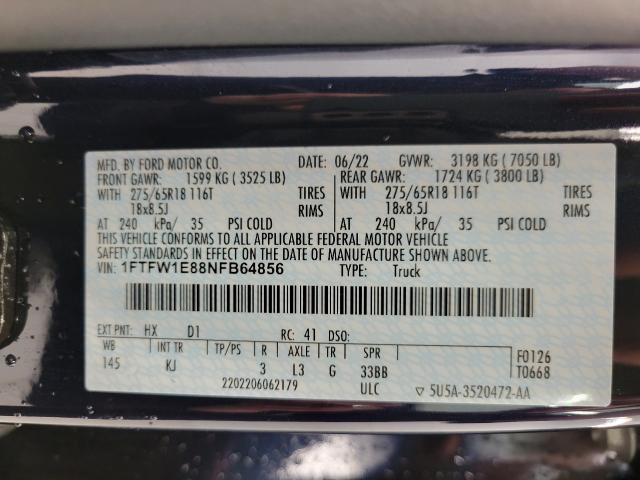 MFD. BY FORD MOTOR CO. DATE: 06/22 GVWR: 3198 KG ( 7050 LB)
FRONT GAWR: 1599 KG ( 3525 LB) REAR GAWR: 1724 KG ( 3800 LB)
WITH 275/65R18 116T TIRES WITH 275/65R18 116T TIRES
18x8.5J RIMS 18x8.5J RIMS
AT 240 kPa/ 35 PSI COLD AT 240 kPa/ 35 PSI COLD
THIS VEHICLE CONFORMS TO ALL APPLICABLE FEDERAL MOTOR VEHICLE
SAFETY STANDARDS IN EFFECT ON THE DATE OF MANUFACTURE SHOWN ABOVE.
VIN: 1FTFW1E88NFB64856 TYPE: Truck
EXT PNT: HX D1 RC: 41 DSO:
WB INT TR TP/PS R AXLE TR SPR F0126
145 KJ 3 L3 G 33BB T0668
2202206062179 ULC ▽ 5U5A-3520472-AA